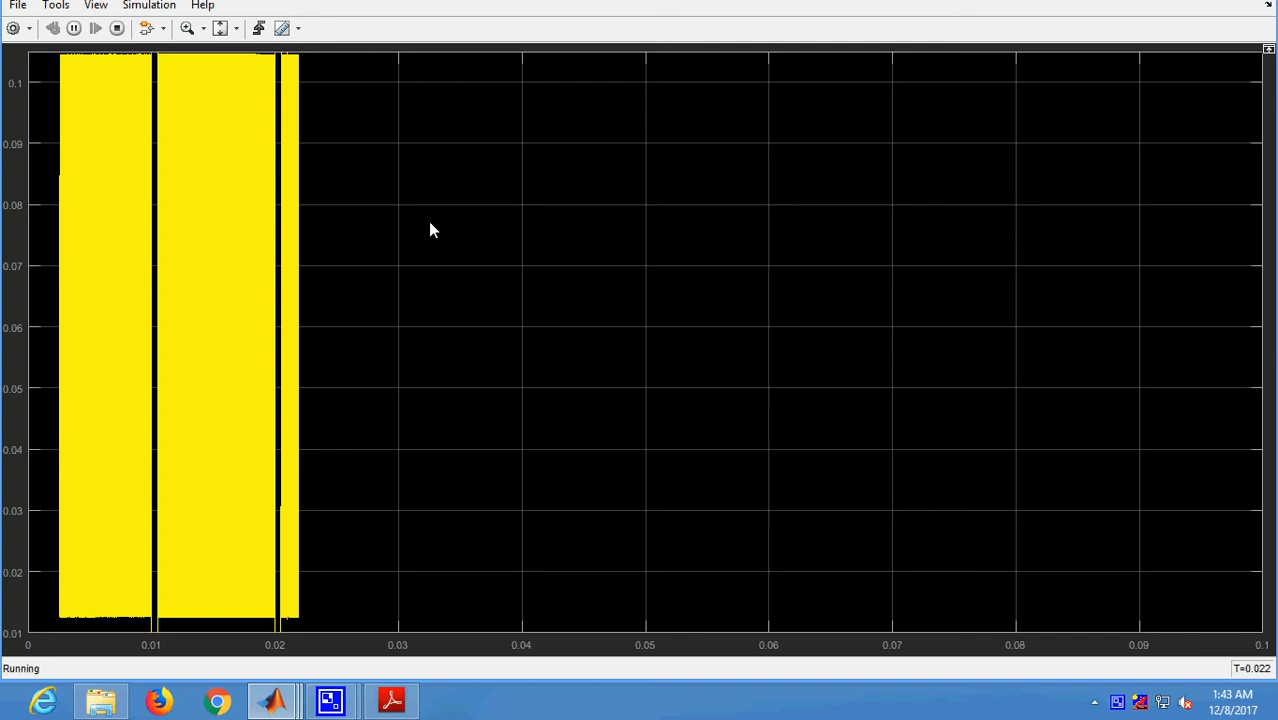 File Tools View Simulation Help
0.1
0.09
0.08
0.07
0.06
0.05
0.04
0.03
0.02
0.01
0 0.01 0.02 0.03 0.04 0.05 0.06 0.07 0.08 0.09 0.1
Running T=0.022
1:43 AM
12/8/2017